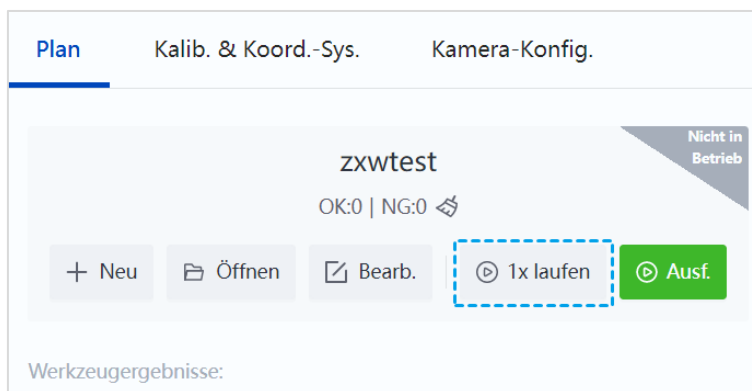 Plan Kalib. & Koord.-Sys. Kamera-Konfig.
Nicht in
Betrieb
zxwtest
OK:0 | NG:0
Neu Öffnen Bearb. 1x laufen Ausf.
Werkzeugergebnisse: